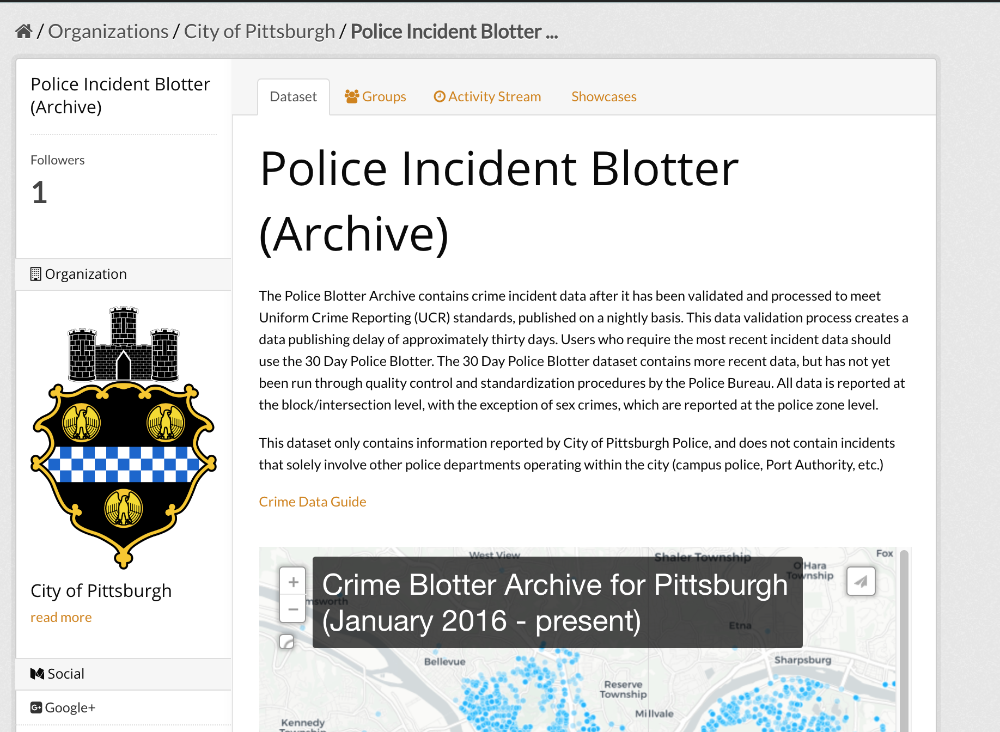 / Organizations / City of Pittsburgh / Police Incident Blotter ...
Police Incident Blotter
(Archive)
Followers
1
Organization
City of Pittsburgh
read more
Social
Google+
Dataset
Groups
Activity Stream
Showcases
Police Incident Blotter
(Archive)
The Police Blotter Archive contains crime incident data after it has been validated and processed to meet
Uniform Crime Reporting (UCR) standards, published on a nightly basis. This data validation process creates a
data publishing delay of approximately thirty days. Users who require the most recent incident data should
use the 30 Day Police Blotter. The 30 Day Police Blotter dataset contains more recent data, but has not yet
been run through quality control and standardization procedures by the Police Bureau. All data is reported at
the block/intersection level, with the exception of sex crimes, which are reported at the police zone level.
This dataset only contains information reported by City of Pittsburgh Police, and does not contain incidents
that solely involve other police departments operating within the city (campus police, Port Authority, etc.)
Crime Data Guide
West View
Shaler Township
Fox
O'Hara
Township
+
−
Crime Blotter Archive for Pittsburgh
(January 2016 - present)
msworth
Etna
Bellevue
Sharpsburg
Reserve
Township
Millvale
Kennedy
Township